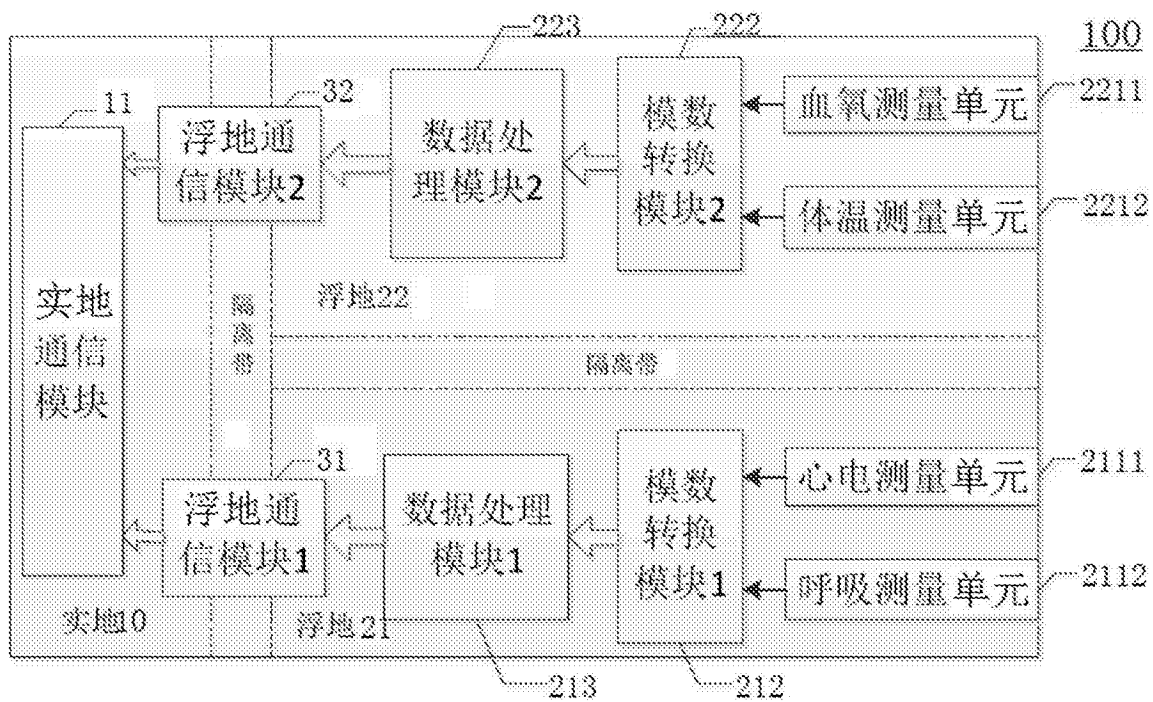 100
223
222
32
11
浮地通
信模块2
数据处
理模块2
模数
转换
模块2
血氧测量单元
2211
体温测量单元
2212
实地
通信
模块
隔
离
带
浮地22
隔离带
31
浮地通
信模块1
数据处理
模块1
模数
转换
模块1
心电测量单元
2111
呼吸测量单元
2112
实地10
浮地21
213
212